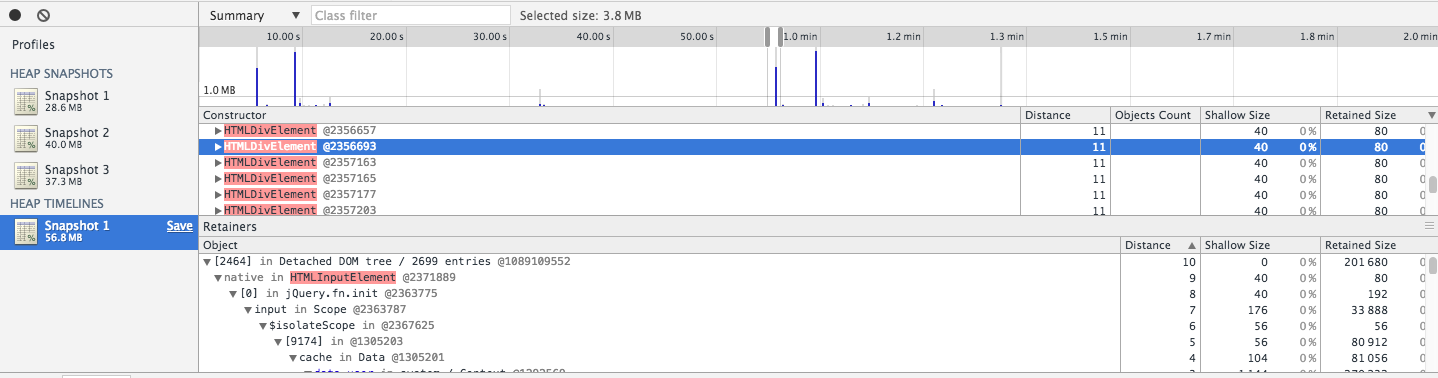 Summary ▼ Class filter Selected size: 3.8 MB
Profiles
HEAP SNAPSHOTS
Snapshot 1
28.6 MB
Snapshot 2
40.0 MB
Snapshot 3
37.3 MB
HEAP TIMELINES
Snapshot 1 Save
56.8 MB
10.00 s 20.00 s 30.00 s 40.00 s 50.00 s 1.0 min 1.2 min 1.3 min 1.5 min 1.7 min 1.8 min 2.0 min
1.0 MB
Constructor Distance Objects Count Shallow Size Retained Size ▼
▶HTMLDivElement @2356657 11 40 0 % 80 0
▶HTMLDivElement @2356693 11 40 0 % 80 0
▶HTMLDivElement @2357163 11 40 0 % 80 0
▶HTMLDivElement @2357165 11 40 0 % 80 0
▶HTMLDivElement @2357177 11 40 0 % 80 0
▶HTMLDivElement @2357203 11 40 0 % 80 0
Retainers
Object Distance ▲ Shallow Size Retained Size
▼[2464] in Detached DOM tree / 2699 entries @1089109552 10 0 0 % 201 680 0
▼native in HTMLInputElement @2371889 9 40 0 % 80 0
▼[0] in jQuery.fn.init @2363775 8 40 0 % 192 0
▼input in Scope @2363787 7 176 0 % 33 888 0
▼$isolateScope in @2367625 6 56 0 % 56 0
▼[9174] in @1305203 5 56 0 % 80 912 0
▼cache in Data @1305201 4 104 0 % 81 056 0